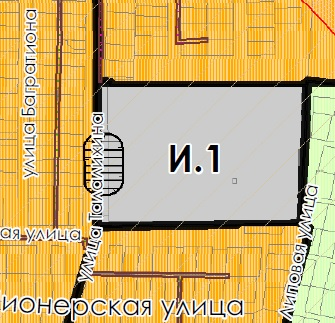 улица Багратиона
улица Талалихина
И.1
ая улица
Липовая улица
ионерская улица